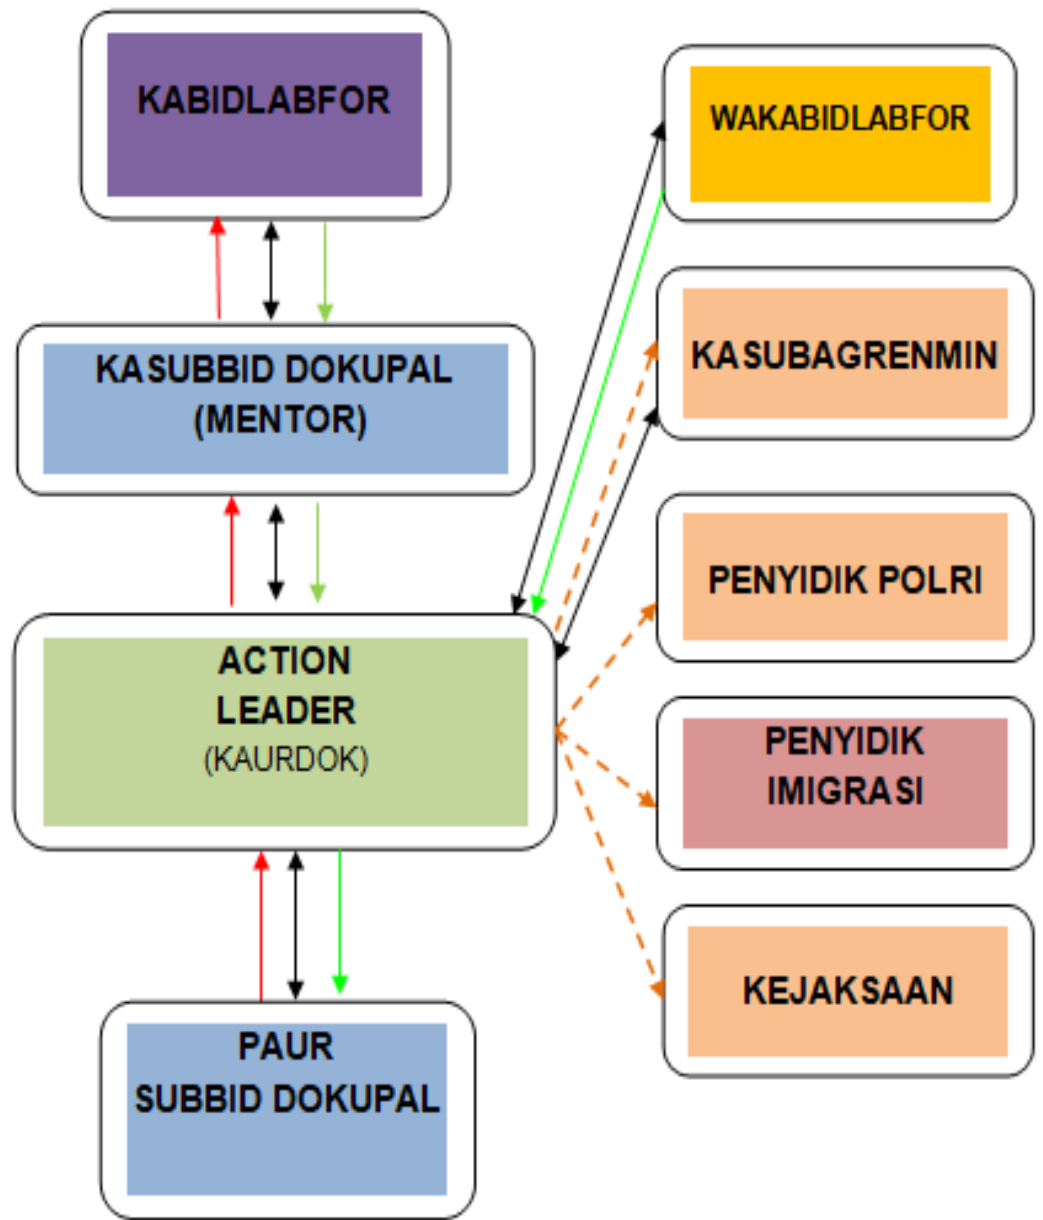 KABIDLABFOR
WAKABIDLABFOR
KASUBBID DOKUPAL
(MENTOR)
KASUBAGRENMIN
PENYIDIK POLRI
ACTION
LEADER
(KAURDOK)
PENYIDIK
IMIGRASI
KEJAKSAAN
PAUR
SUBBID DOKUPAL